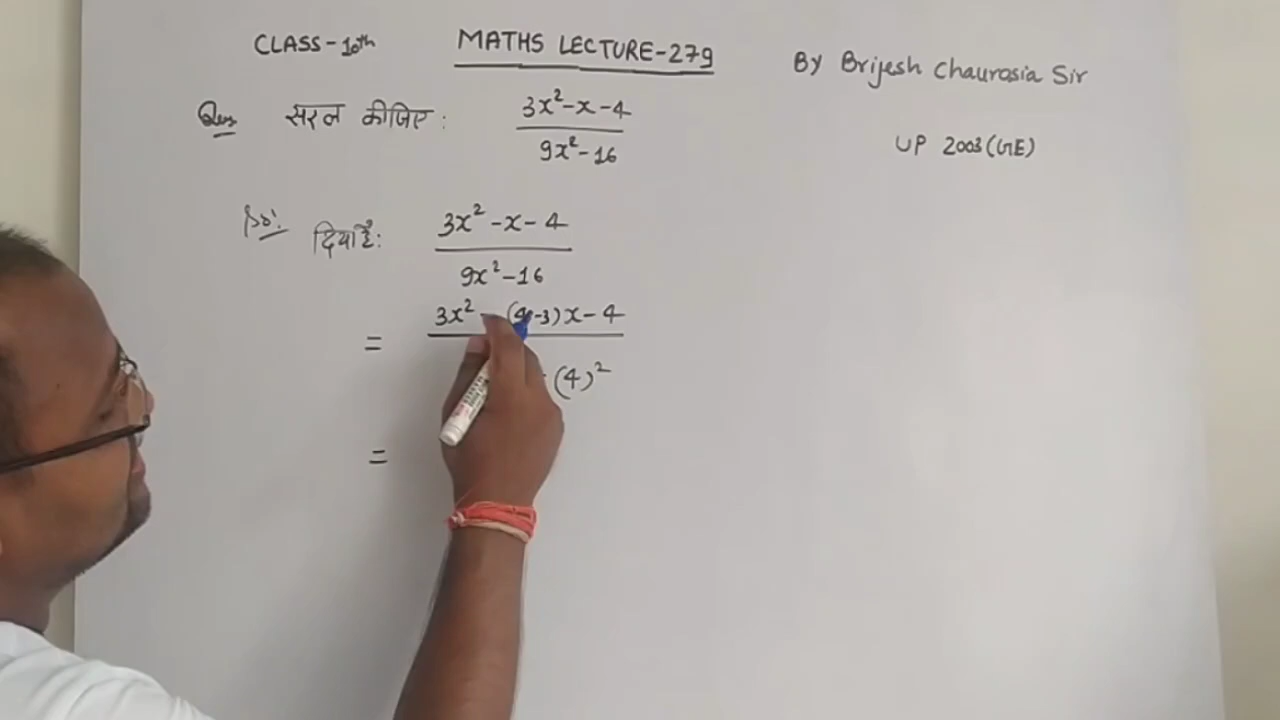 CLASS-10th MATHS LECTURE-279 By Brijesh Chaurasia Sir
Ques सरल कीजिए : 3x²-x-4 / 9x²-16 UP 2003(GE)
Sol: दिया है: 3x²-x-4 / 9x²-16
= 3x² - (4-3)x-4 / (4)²
=